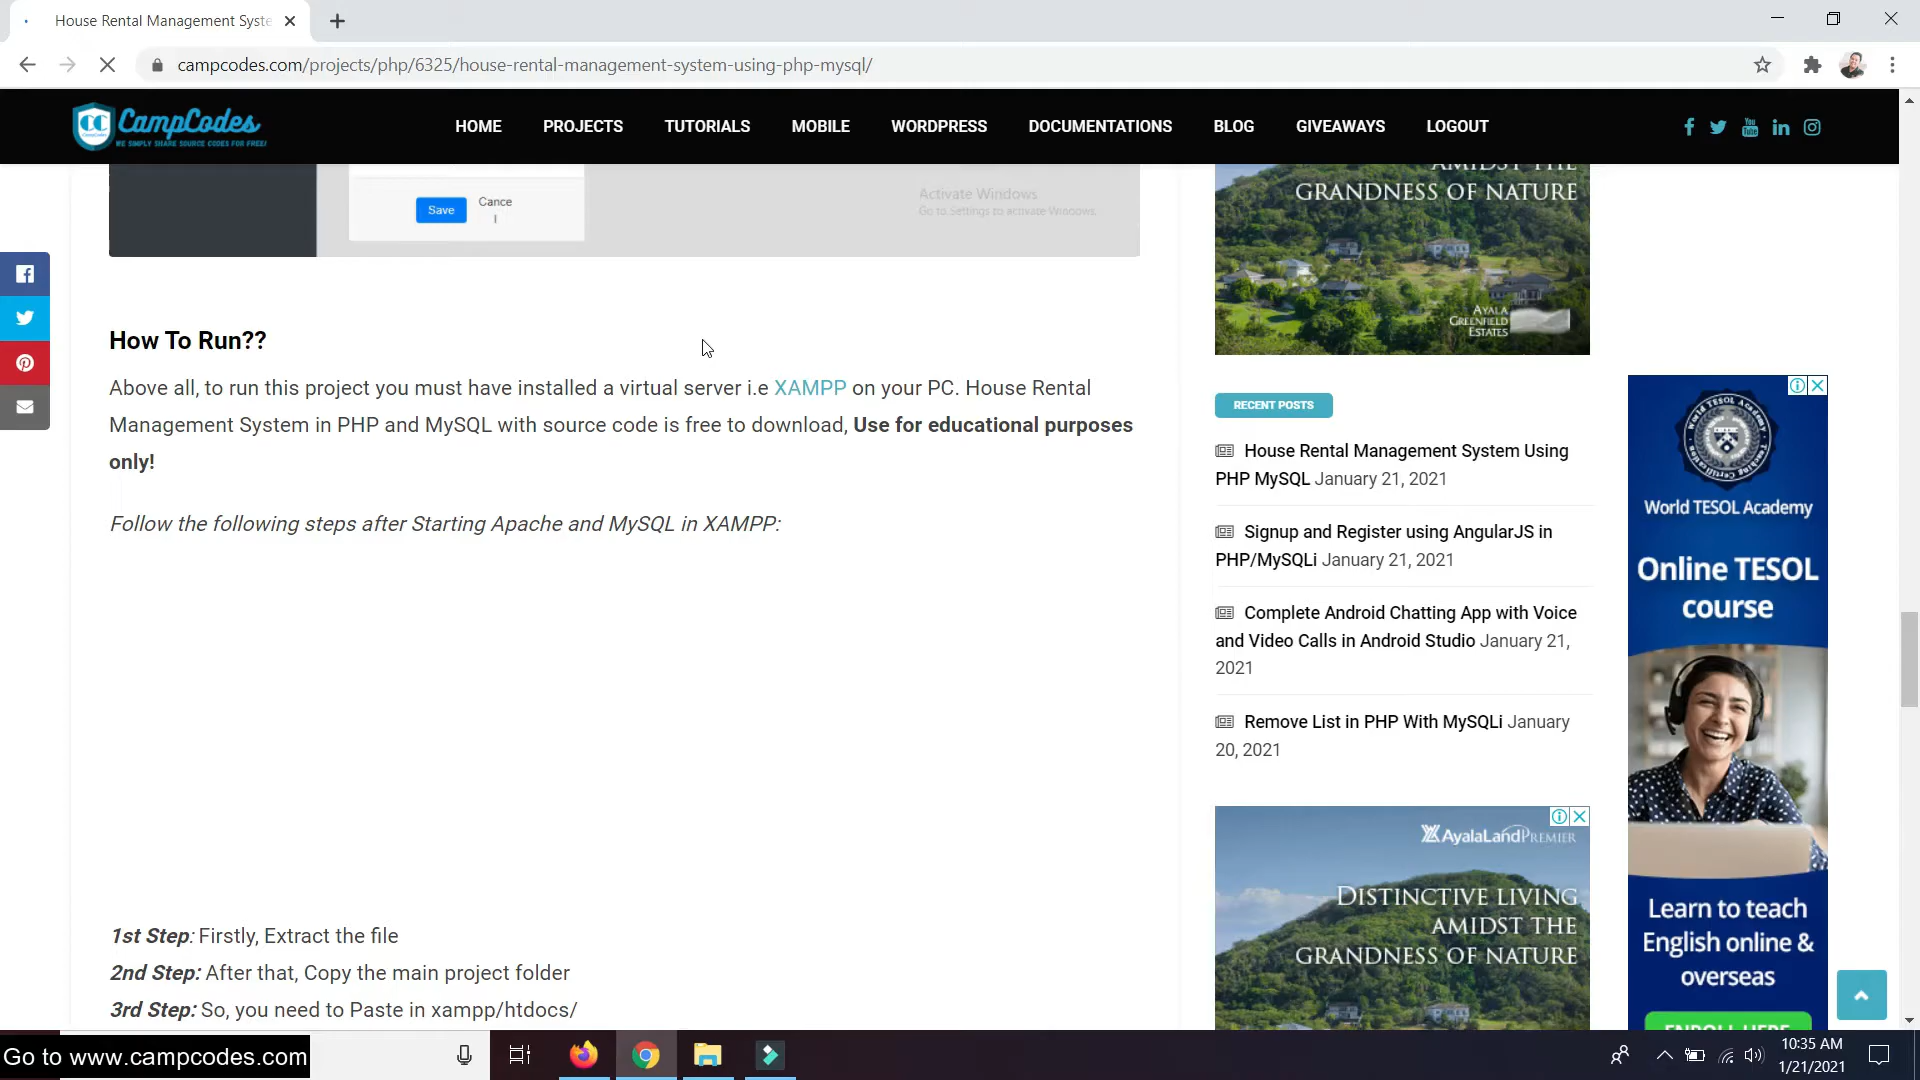 House Rental Management Syste
campcodes.com/projects/php/6325/house-rental-management-system-using-php-mysql/
CampCodes
WE SIMPLY SHARE SOURCE CODES FOR FREE!
HOME
PROJECTS
TUTORIALS
MOBILE
WORDPRESS
DOCUMENTATIONS
BLOG
GIVEAWAYS
LOGOUT
You
Tube
Save
Cance
l
Activate Windows
Go to Settings to activate Windows.
How To Run??
Above all, to run this project you must have installed a virtual server i.e XAMPP on your PC. House Rental
Management System in PHP and MySQL with source code is free to download, Use for educational purposes
only!
Follow the following steps after Starting Apache and MySQL in XAMPP:
1st Step: Firstly, Extract the file
2nd Step: After that, Copy the main project folder
3rd Step: So, you need to Paste in xampp/htdocs/
AMIDST THE
GRANDNESS OF NATURE
AYALA
GREENFIELD
ESTATES
RECENT POSTS
House Rental Management System Using
PHP MySQL January 21, 2021
Signup and Register using AngularJS in
PHP/MySQLi January 21, 2021
Complete Android Chatting App with Voice
and Video Calls in Android Studio January 21,
2021
Remove List in PHP With MySQLi January
20, 2021
AYALALAND PREMIER
DISTINCTIVE LIVING
AMIDST THE
GRANDNESS OF NATURE
World TESOL Academy
Online TESOL
course
Learn to teach
English online &
overseas
ENROLL HERE
Go to www.campcodes.com
10:35 AM
1/21/2021